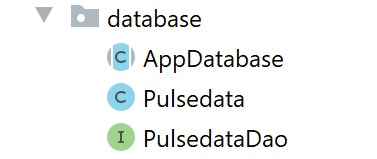 database
C AppDatabase
C Pulsedata
I PulsedataDao